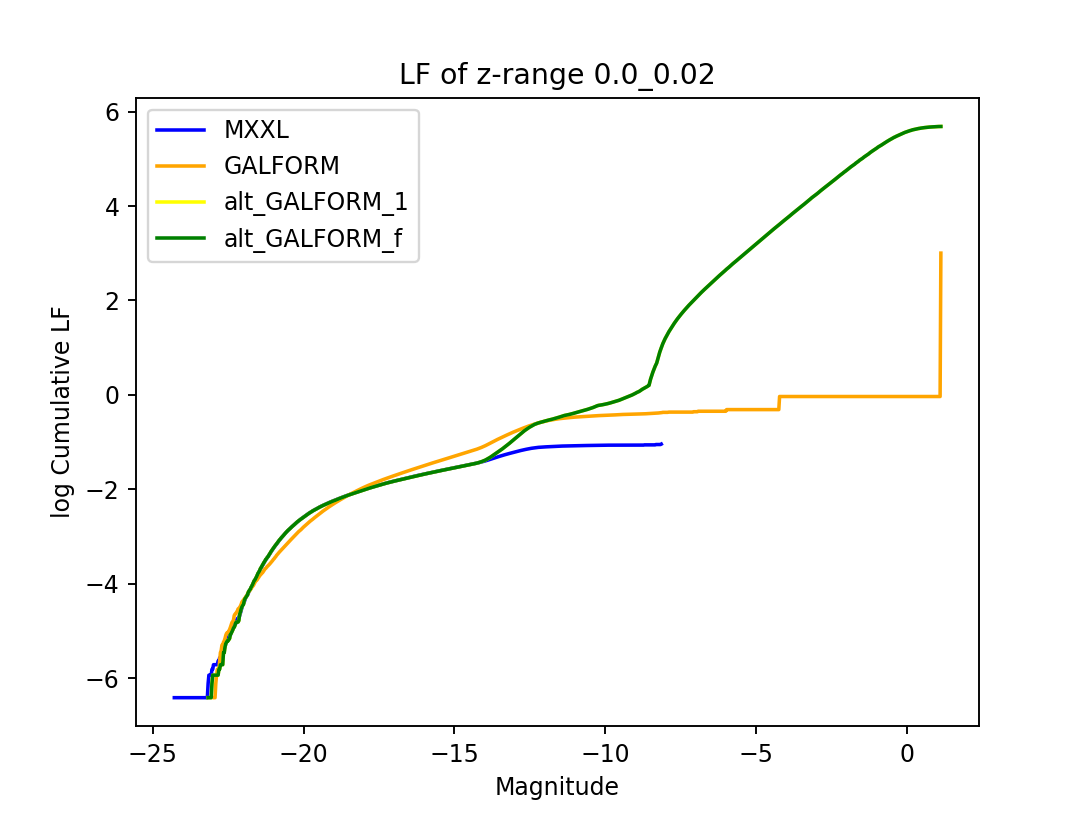 LF of z-range 0.0_0.02
MXXL
GALFORM
alt_GALFORM_1
alt_GALFORM_f
log Cumulative LF
6
4
2
0
−2
−4
−6
−25
−20
−15
−10
−5
0
Magnitude